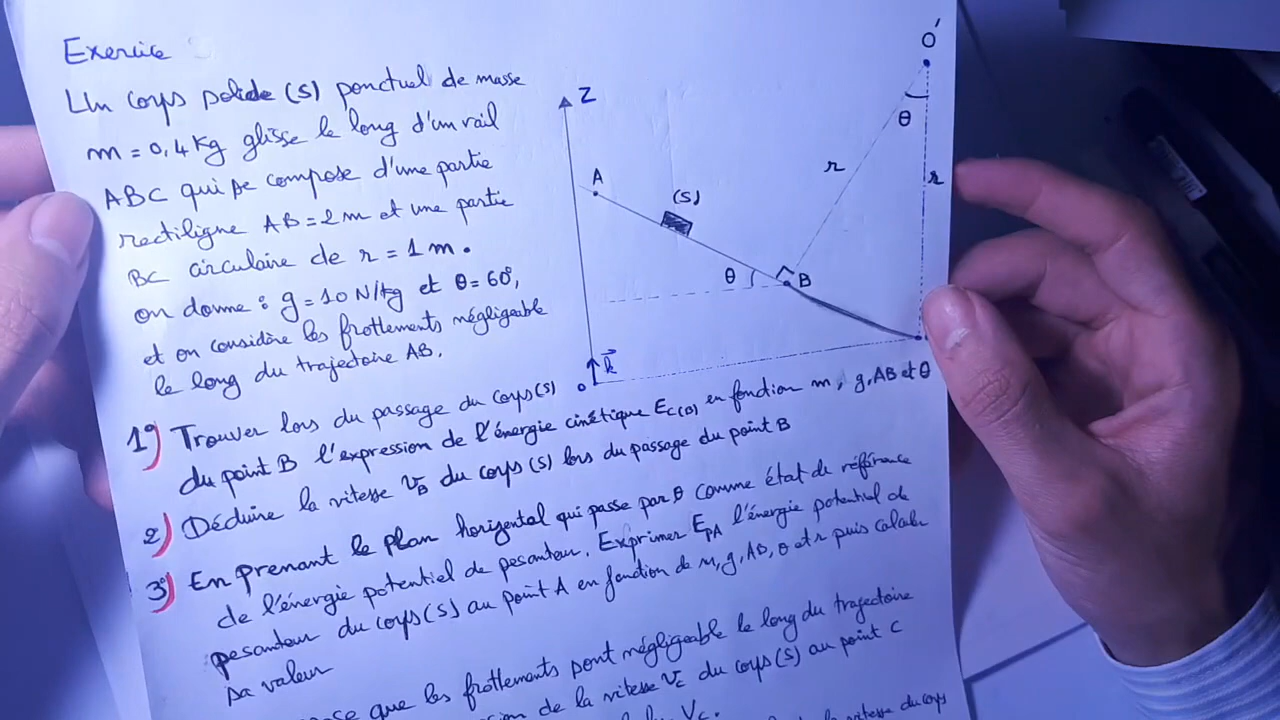 Exercice
Un corps solide (S) ponctuel de masse
m = 0,4 kg glisse le long d'un rail
ABC qui se compose d'une partie
rectiligne AB = 2 m et une partie
BC circulaire de r = 1 m.
on donne : g = 10 N/kg et θ = 60°,
et on considère les frottements négligeable
le long du trajectoire AB.
Z
A
(S)
θ
B
r
r
θ
O'
o
k
1°) Trouver lors du passage du corps (S)
du point B l'expression de l'énergie cinétique Ec(B) en fonction m, g, AB et θ
2) Déduire la vitesse vB du corps (S) lors du passage du point B
3°) En prenant le plan horizental qui passe par θ comme état de référence
de l'énergie potentiel de pesanteur. Exprimer EPA l'énergie potentiel de
pesanteur du corps (S) au point A en fonction de m, g, AB, θ et r puis calculer
sa valeur
que les frottements sont négligeable le long du trajectoire
de la vitesse vc du corps (S) au point C
Vc.
vitesse du corps